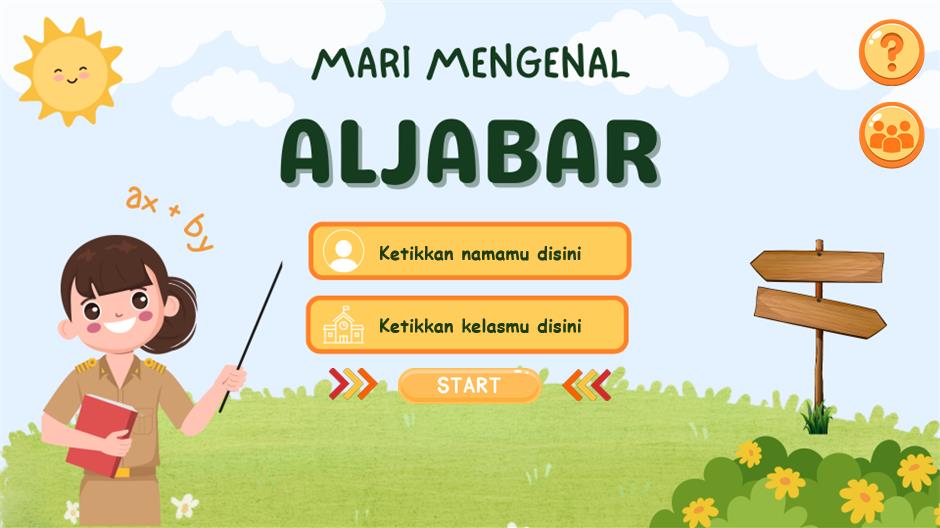 MARI MENGENAL
ALJABAR
?
ax + by
Ketikkan namamu disini
Ketikkan kelasmu disini
START